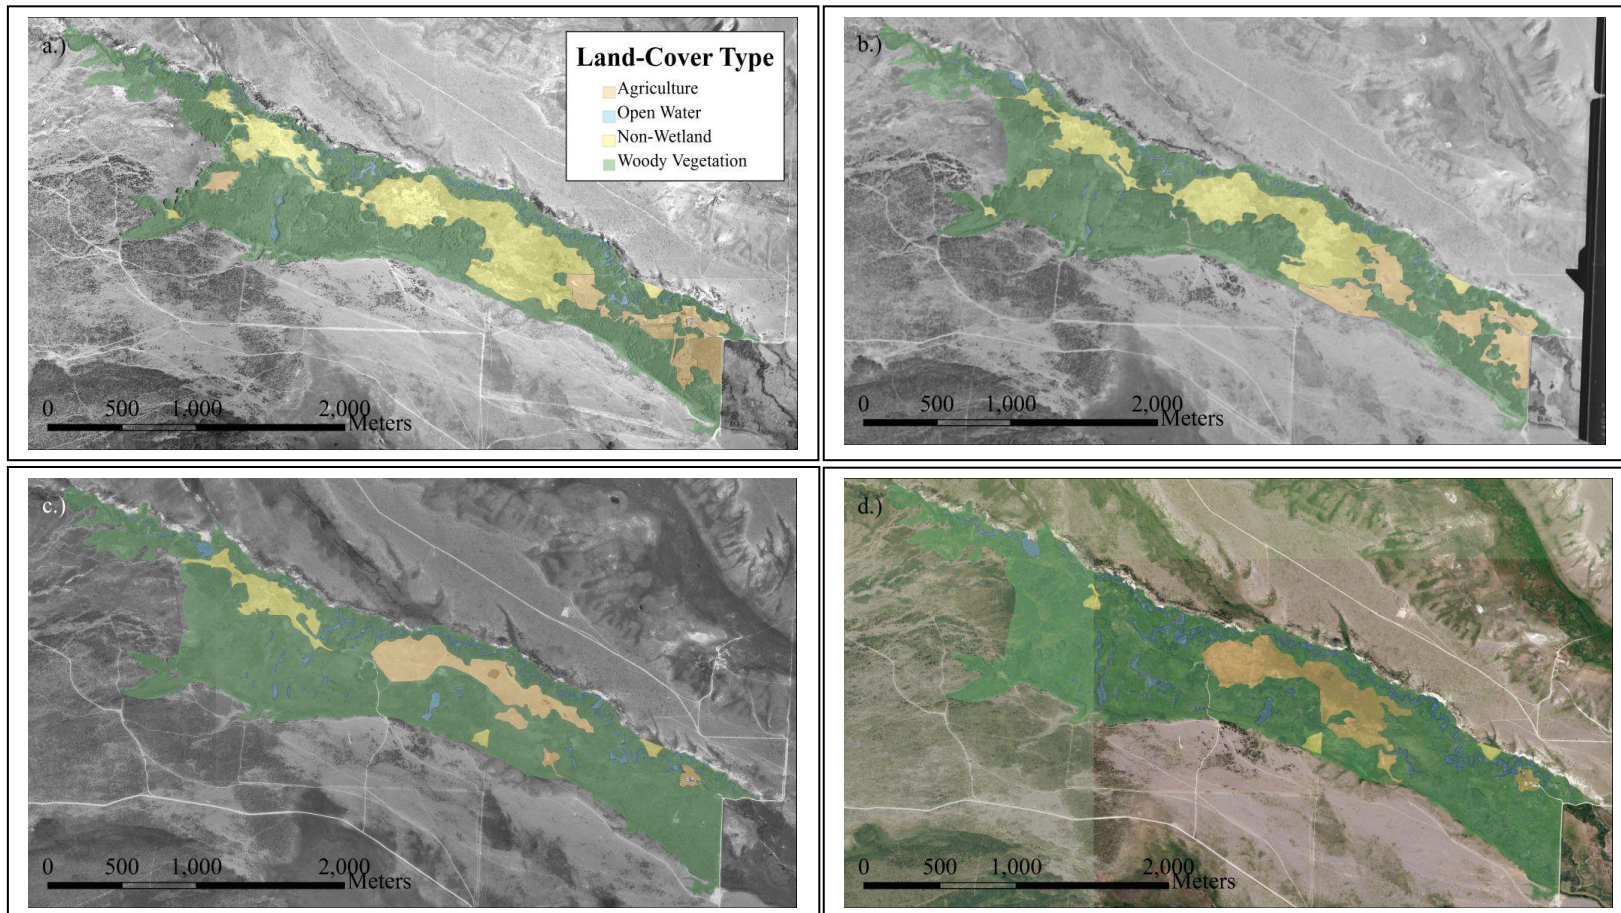 a.)
Land-Cover Type
Agriculture
Open Water
Non-Wetland
Woody Vegetation
0 500 1,000 2,000
Meters
b.)
0 500 1,000 2,000
Meters
c.)
0 500 1,000 2,000
Meters
d.)
0 500 1,000 2,000
Meters